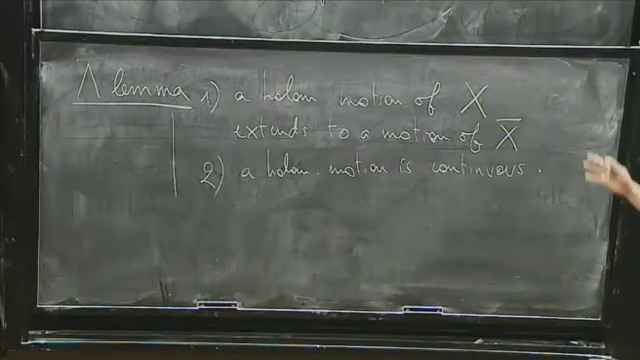 Λ lemma 1) a holom motion of X
extends to a motion of X̄
2) a holom. motion is continuous.